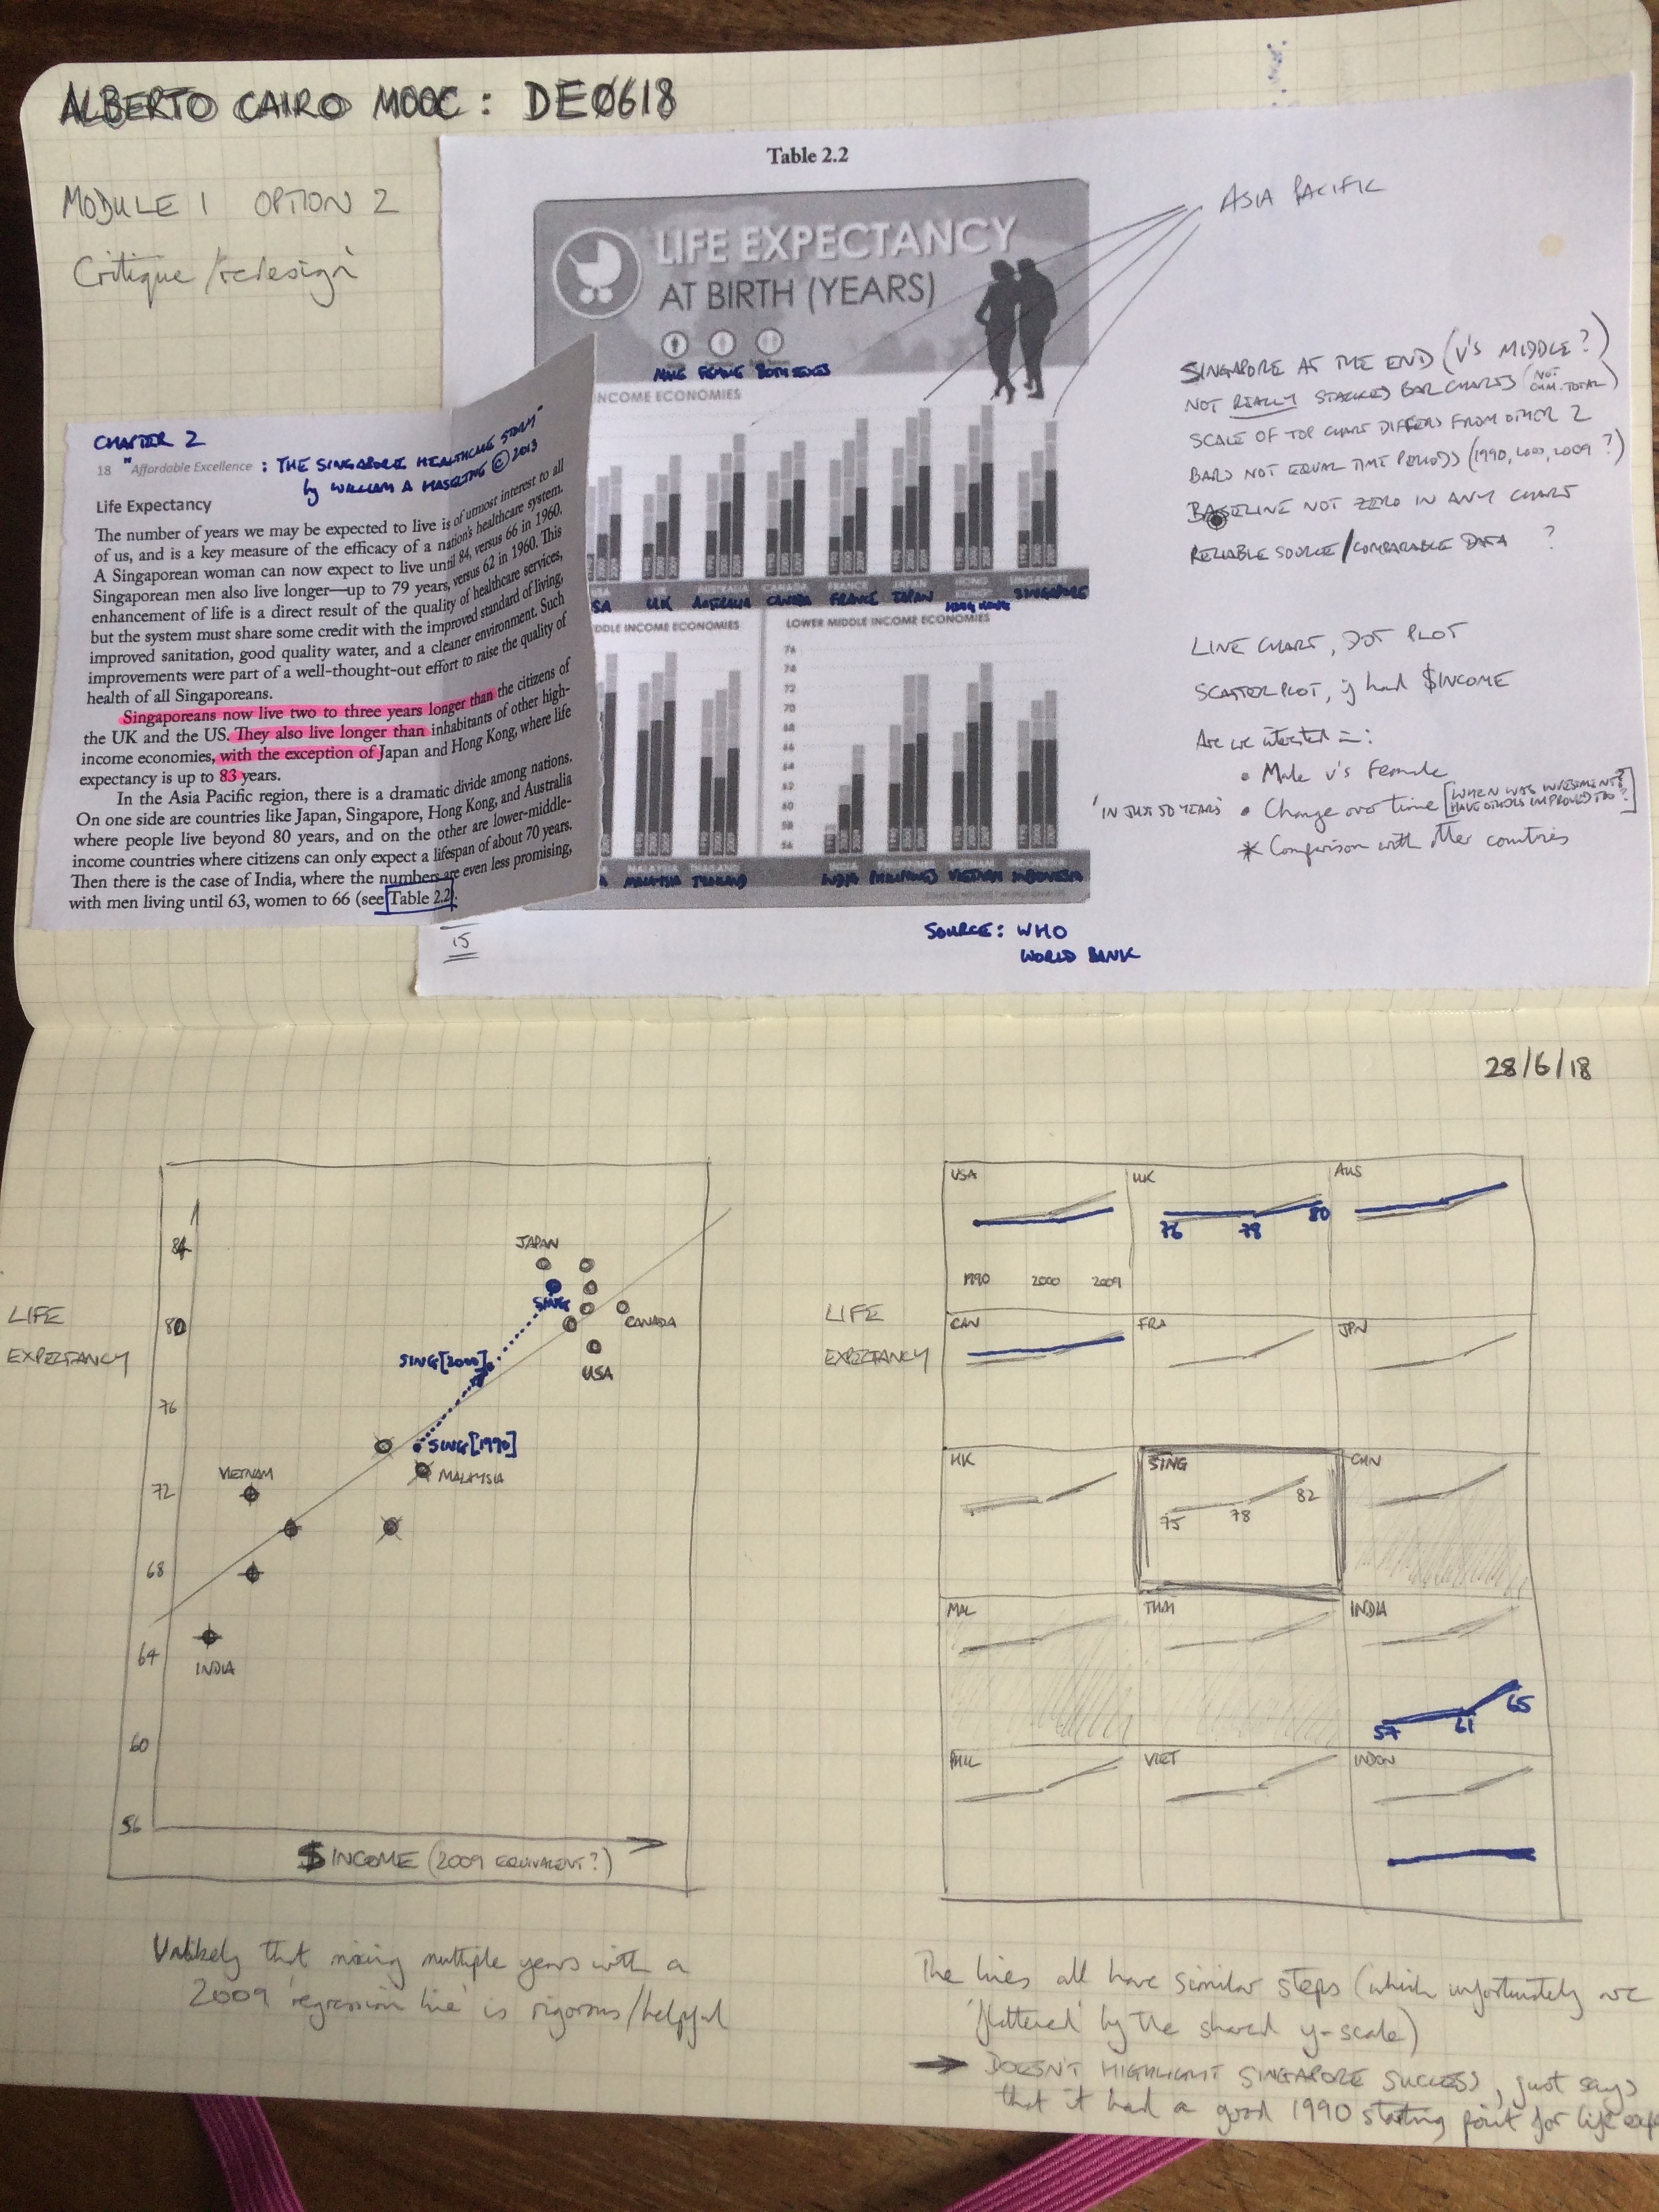 ALBERTO CAIRO MOOC : DE0618
MODULE 1 OPTION 2
Critique/redesign
Table 2.2
LIFE EXPECTANCY
AT BIRTH (YEARS)
MALE FEMALE BOTH SEXES
ASIA PACIFIC
INCOME ECONOMIES
1990 2000 2009
SA UK AUSTRALIA CANADA FRANCE JAPAN HONG KONG SINGAPORE
DDLE INCOME ECONOMIES
A MALAYSIA THAILAND
LOWER MIDDLE INCOME ECONOMIES
76
74
72
70
68
66
64
62
60
58
56
1990 2000 2009
INDIA PHILIPPINES VIETNAM INDONESIA
SOURCE: WHO
WORLD BANK
CHAPTER 2
18 "Affordable Excellence : THE SINGAPORE HEALTHCARE STORY"
by WILLIAM A HASELTINE © 2013
Life Expectancy
The number of years we may be expected to live is of utmost interest to all
of us, and is a key measure of the efficacy of a nation's healthcare system.
A Singaporean woman can now expect to live until 84, versus 66 in 1960.
Singaporean men also live longer—up to 79 years, versus 62 in 1960. This
enhancement of life is a direct result of the quality of healthcare services,
but the system must share some credit with the improved standard of living,
improved sanitation, good quality water, and a cleaner environment. Such
improvements were part of a well-thought-out effort to raise the quality of
health of all Singaporeans.
Singaporeans now live two to three years longer than the citizens of
the UK and the US. They also live longer than inhabitants of other high-
income economies, with the exception of Japan and Hong Kong, where life
expectancy is up to 83 years.
In the Asia Pacific region, there is a dramatic divide among nations.
On one side are countries like Japan, Singapore, Hong Kong, and Australia
where people live beyond 80 years, and on the other are lower-middle-
income countries where citizens can only expect a lifespan of about 70 years.
Then there is the case of India, where the numbers are even less promising,
with men living until 63, women to 66 (see Table 2.2).
15
SINGAPORE AT THE END (V'S MIDDLE?)
NOT REALLY STACKED BAR CHARTS (NOT CUM. TOTAL)
SCALE OF TOP CHART DIFFERS FROM OTHER 2
BARS NOT EQUAL TIME PERIODS (1990, 2000, 2009 ?)
BASELINE NOT ZERO IN ANY CHART
RELIABLE SOURCE/COMPARABLE DATA ?
LINE CHART, DOT PLOT
SCATTERPLOT, if had $INCOME
Are we interested in:
• Male v's Female
'IN JUST 50 YEARS' • Change over time [WHEN WAS INVESTMENT? HAVE OTHERS IMPROVED TOO?]
* Comparison with other countries
28/6/18
LIFE
EXPECTANCY
84
80
76
72
68
64
60
56
JAPAN
SING
CANADA
USA
SING[2000]
SING[1990]
MALAYSIA
VIETNAM
INDIA
$INCOME (2009 EQUIVALENT?)
Unlikely that mixing multiple years with a
2009 'regression line' is rigorous/helpful
LIFE
EXPECTANCY
USA UK AUS
76 78 80
1990 2000 2009
CAN FRA JPN
HK SING CHN
75 78 82
MAL THAI INDIA
57 61 65
PHIL VIET INDON
The lines all have similar steps (which unfortunately are
'flattened' by the shared y-scale)
→ DOESN'T HIGHLIGHT SINGAPORE SUCCESS, just says
that it had a good 1990 starting point for life exp